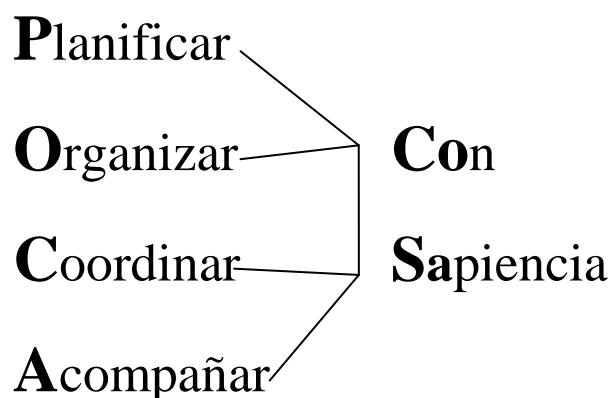 Planificar
Organizar
Con
Coordinar
Sapiencia
Acompañar